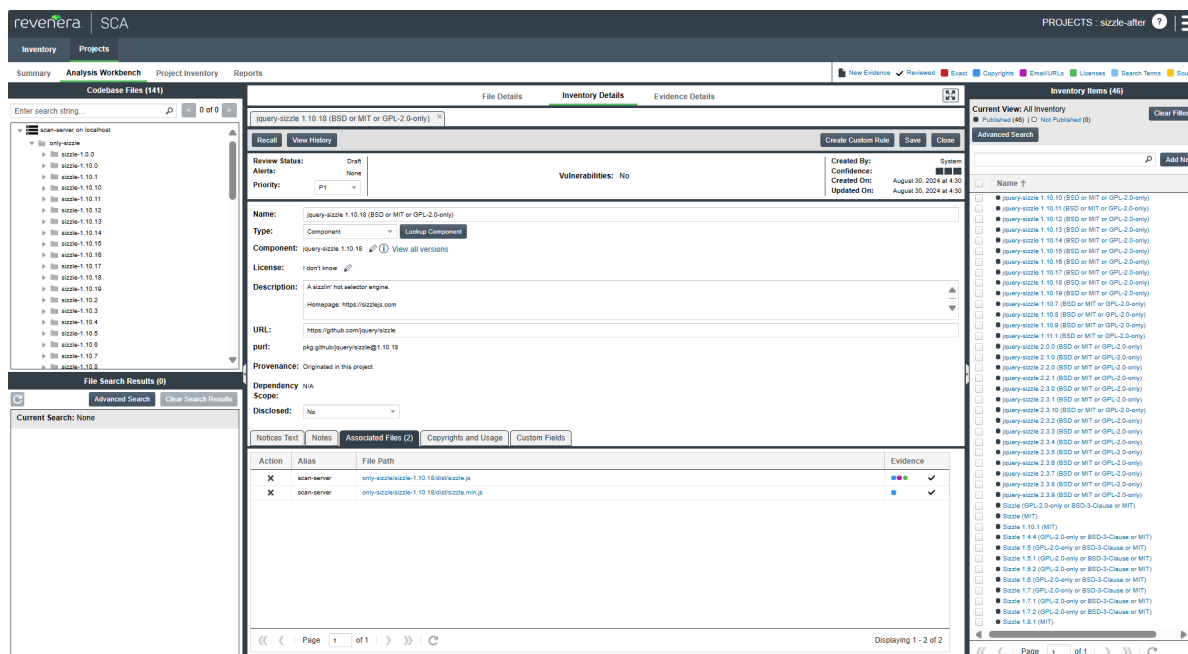 revenera. SCA
PROJECTS : sizzle-after ?
Inventory Projects
Summary Analysis Workbench Project Inventory Reports
New Evidence Reviewed Exact Copyrights Email/URLs Licenses Search Terms Sou
Codebase Files (141)
Enter search string... < 0 of 0 >
scan-server on localhost
only-sizzle
sizzle-1.0.0
sizzle-1.10.0
sizzle-1.10.1
sizzle-1.10.10
sizzle-1.10.11
sizzle-1.10.12
sizzle-1.10.13
sizzle-1.10.14
sizzle-1.10.15
sizzle-1.10.16
sizzle-1.10.17
sizzle-1.10.18
sizzle-1.10.19
sizzle-1.10.2
sizzle-1.10.3
sizzle-1.10.4
sizzle-1.10.5
sizzle-1.10.6
sizzle-1.10.7
sizzle-1.10.8
File Search Results (0)
Advanced Search Clear Search Results
Current Search: None
File Details Inventory Details Evidence Details
jquery-sizzle 1.10.18 (BSD or MIT or GPL-2.0-only)
Recall View History Create Custom Rule Save Close
Review Status: Draft
Alerts: None
Priority: P1
Vulnerabilities: No
Created By: System
Confidence:
Created On: August 30, 2024 at 4:30
Updated On: August 30, 2024 at 4:30
Name: jquery-sizzle 1.10.18 (BSD or MIT or GPL-2.0-only)
Type: Component Lookup Component
Component: jquery-sizzle 1.10.18 View all versions
License: I don't know
Description: A sizzlin' hot selector engine.
Homepage: https://sizzlejs.com
URL: https://github.com/jquery/sizzle
purl: pkg:github/jquery/sizzle@1.10.18
Provenance: Originated in this project
Dependency Scope: N/A
Disclosed: No
Notices Text Notes Associated Files (2) Copyrights and Usage Custom Fields
Action Alias File Path Evidence
scan-server only-sizzle/sizzle-1.10.18/dist/sizzle.js
scan-server only-sizzle/sizzle-1.10.18/dist/sizzle.min.js
Page 1 of 1 Displaying 1 - 2 of 2
Inventory Items (46)
Current View: All Inventory Clear Filter
Published (46) | Not Published (0)
Advanced Search
Add Ne
Name
jquery-sizzle 1.10.10 (BSD or MIT or GPL-2.0-only)
jquery-sizzle 1.10.11 (BSD or MIT or GPL-2.0-only)
jquery-sizzle 1.10.12 (BSD or MIT or GPL-2.0-only)
jquery-sizzle 1.10.13 (BSD or MIT or GPL-2.0-only)
jquery-sizzle 1.10.14 (BSD or MIT or GPL-2.0-only)
jquery-sizzle 1.10.15 (BSD or MIT or GPL-2.0-only)
jquery-sizzle 1.10.16 (BSD or MIT or GPL-2.0-only)
jquery-sizzle 1.10.17 (BSD or MIT or GPL-2.0-only)
jquery-sizzle 1.10.18 (BSD or MIT or GPL-2.0-only)
jquery-sizzle 1.10.19 (BSD or MIT or GPL-2.0-only)
jquery-sizzle 1.10.7 (BSD or MIT or GPL-2.0-only)
jquery-sizzle 1.10.8 (BSD or MIT or GPL-2.0-only)
jquery-sizzle 1.10.9 (BSD or MIT or GPL-2.0-only)
jquery-sizzle 1.11.1 (BSD or MIT or GPL-2.0-only)
jquery-sizzle 2.0.0 (BSD or MIT or GPL-2.0-only)
jquery-sizzle 2.1.0 (BSD or MIT or GPL-2.0-only)
jquery-sizzle 2.2.0 (BSD or MIT or GPL-2.0-only)
jquery-sizzle 2.2.1 (BSD or MIT or GPL-2.0-only)
jquery-sizzle 2.3.0 (BSD or MIT or GPL-2.0-only)
jquery-sizzle 2.3.1 (BSD or MIT or GPL-2.0-only)
jquery-sizzle 2.3.10 (BSD or MIT or GPL-2.0-only)
jquery-sizzle 2.3.2 (BSD or MIT or GPL-2.0-only)
jquery-sizzle 2.3.3 (BSD or MIT or GPL-2.0-only)
jquery-sizzle 2.3.4 (BSD or MIT or GPL-2.0-only)
jquery-sizzle 2.3.5 (BSD or MIT or GPL-2.0-only)
jquery-sizzle 2.3.6 (BSD or MIT or GPL-2.0-only)
jquery-sizzle 2.3.7 (BSD or MIT or GPL-2.0-only)
jquery-sizzle 2.3.8 (BSD or MIT or GPL-2.0-only)
jquery-sizzle 2.3.9 (BSD or MIT or GPL-2.0-only)
Sizzle (GPL-2.0-only or BSD-3-Clause or MIT)
Sizzle (MIT)
Sizzle 1.10.1 (MIT)
Sizzle 1.4.4 (GPL-2.0-only or BSD-3-Clause or MIT)
Sizzle 1.5 (GPL-2.0-only or BSD-3-Clause or MIT)
Sizzle 1.5.1 (GPL-2.0-only or BSD-3-Clause or MIT)
Sizzle 1.5.2 (GPL-2.0-only or BSD-3-Clause or MIT)
Sizzle 1.6 (GPL-2.0-only or BSD-3-Clause or MIT)
Sizzle 1.7 (GPL-2.0-only or BSD-3-Clause or MIT)
Sizzle 1.7.1 (GPL-2.0-only or BSD-3-Clause or MIT)
Sizzle 1.7.2 (GPL-2.0-only or BSD-3-Clause or MIT)
Sizzle 1.8.1 (MIT)
Page 1 of 1